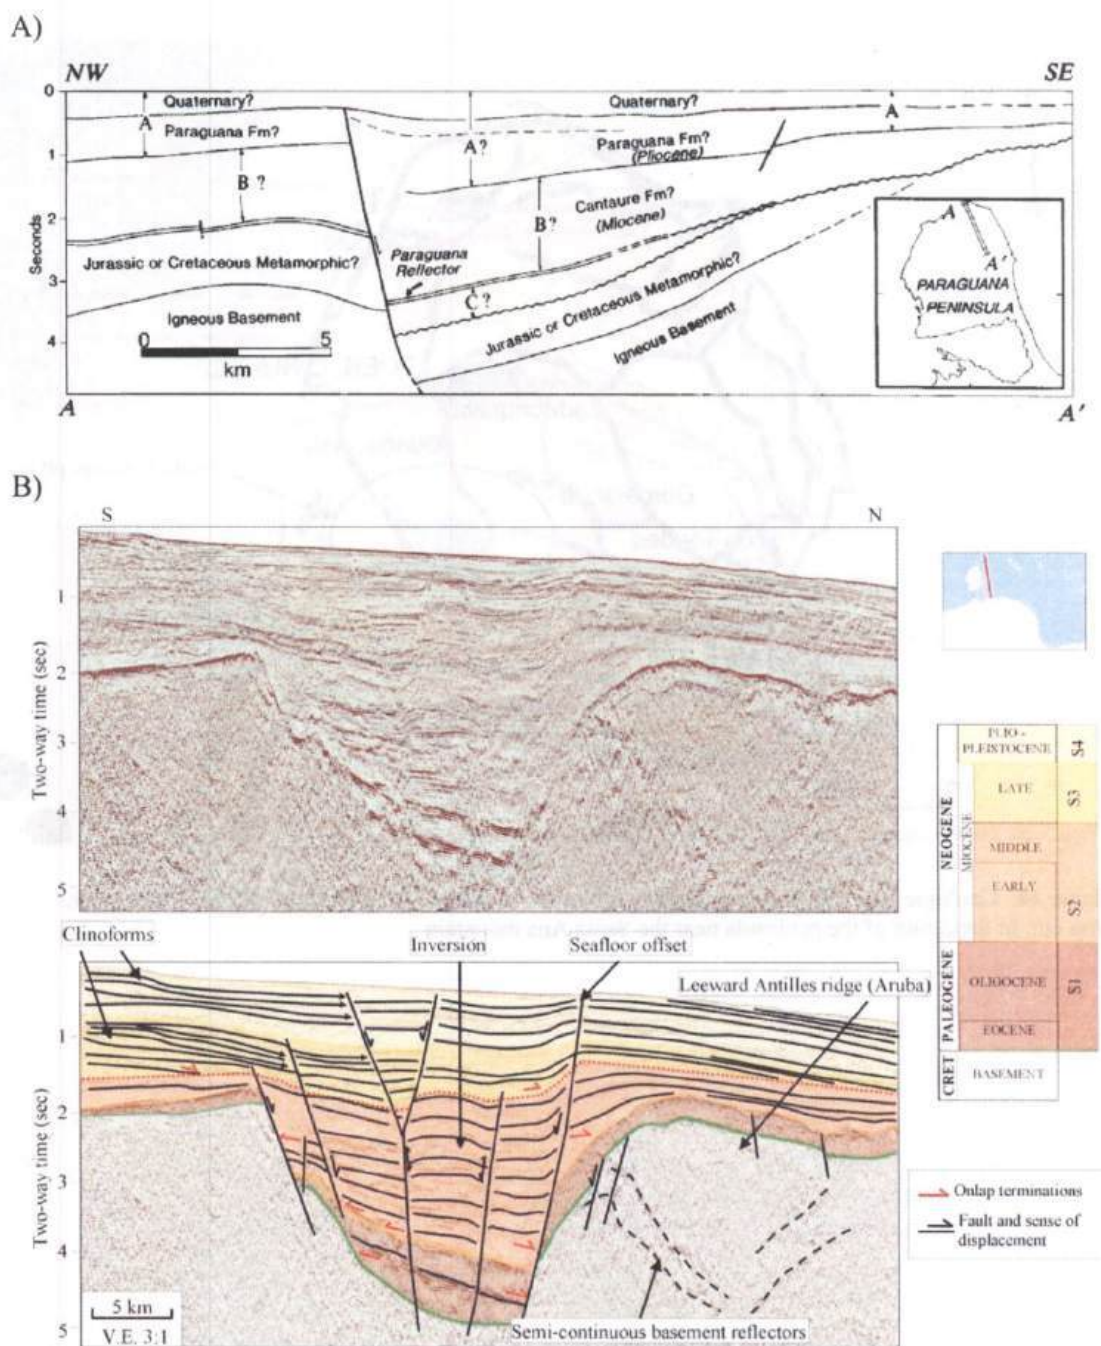 A)
NW
SE
0
Quaternary?
Quaternary?
A
A
Paraguana Fm?
A?
Paraguana Fm?
(Pliocene)
1
B ?
Cantaure Fm?
B?
(Miocene)
2
Seconds
Paraguana
Reflector
Jurassic or Cretaceous Metamorphic?
3
C ?
Jurassic or Cretaceous Metamorphic?
Igneous Basement
Igneous Basement
0 5
km
4
A
A'
PARAGUANA
PENINSULA
A
A'
B)
S
N
1
2
3
4
5
Two-way time (sec)
Clinoforms
Inversion
Seafloor offset
Leeward Antilles ridge (Aruba)
1
2
3
4
5
Two-way time (sec)
5 km
V.E. 3:1
Semi-continuous basement reflectors
NEOGENE
PLIO-
PLEISTOCENE
S4
MIOCENE
LATE
S3
MIDDLE
EARLY
S2
PALEOGENE
OLIGOCENE
S1
EOCENE
CRET
BASEMENT
Onlap terminations
Fault and sense of
displacement